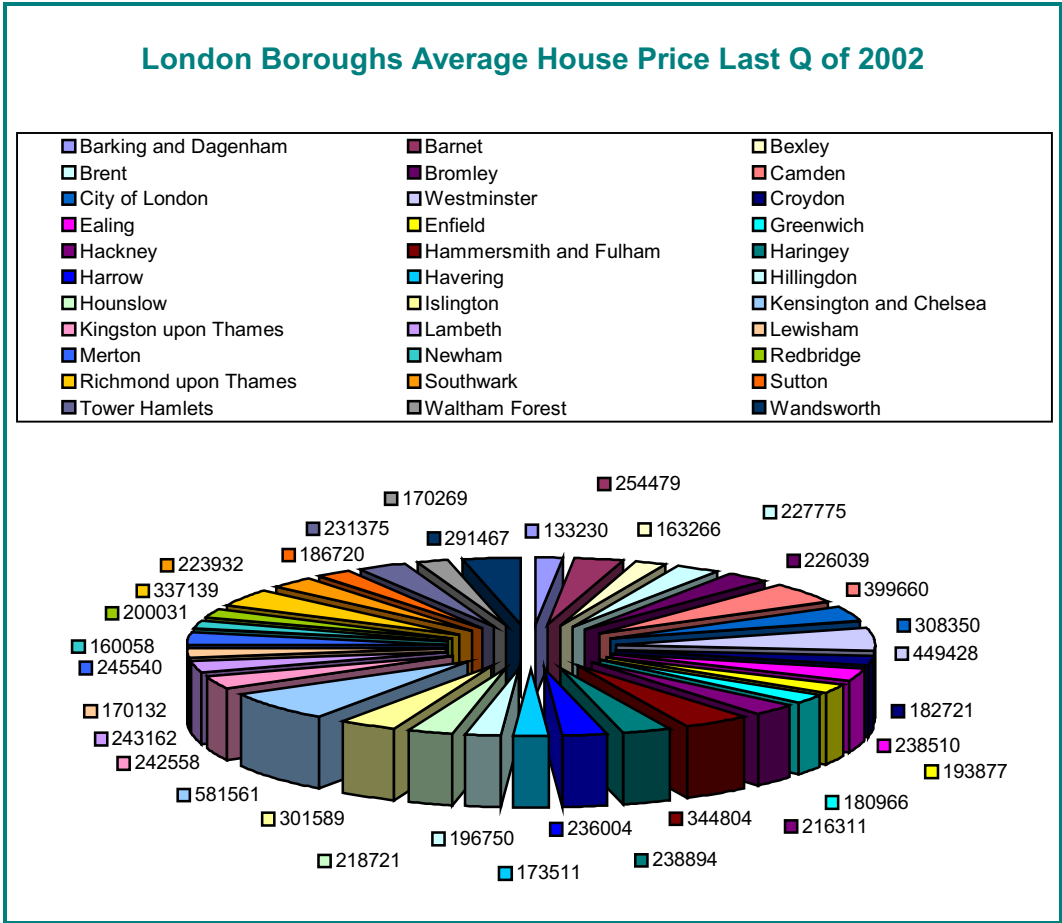 London Boroughs Average House Price Last Q of 2002
Barking and Dagenham Barnet Bexley
Brent Bromley Camden
City of London Westminster Croydon
Ealing Enfield Greenwich
Hackney Hammersmith and Fulham Haringey
Harrow Havering Hillingdon
Hounslow Islington Kensington and Chelsea
Kingston upon Thames Lambeth Lewisham
Merton Newham Redbridge
Richmond upon Thames Southwark Sutton
Tower Hamlets Waltham Forest Wandsworth
254479
170269
227775
231375
291467
133230
163266
186720
223932
226039
337139
399660
200031
308350
160058
449428
245540
170132
182721
243162
238510
242558
193877
581561
180966
301589
344804
216311
236004
196750
218721
238894
173511